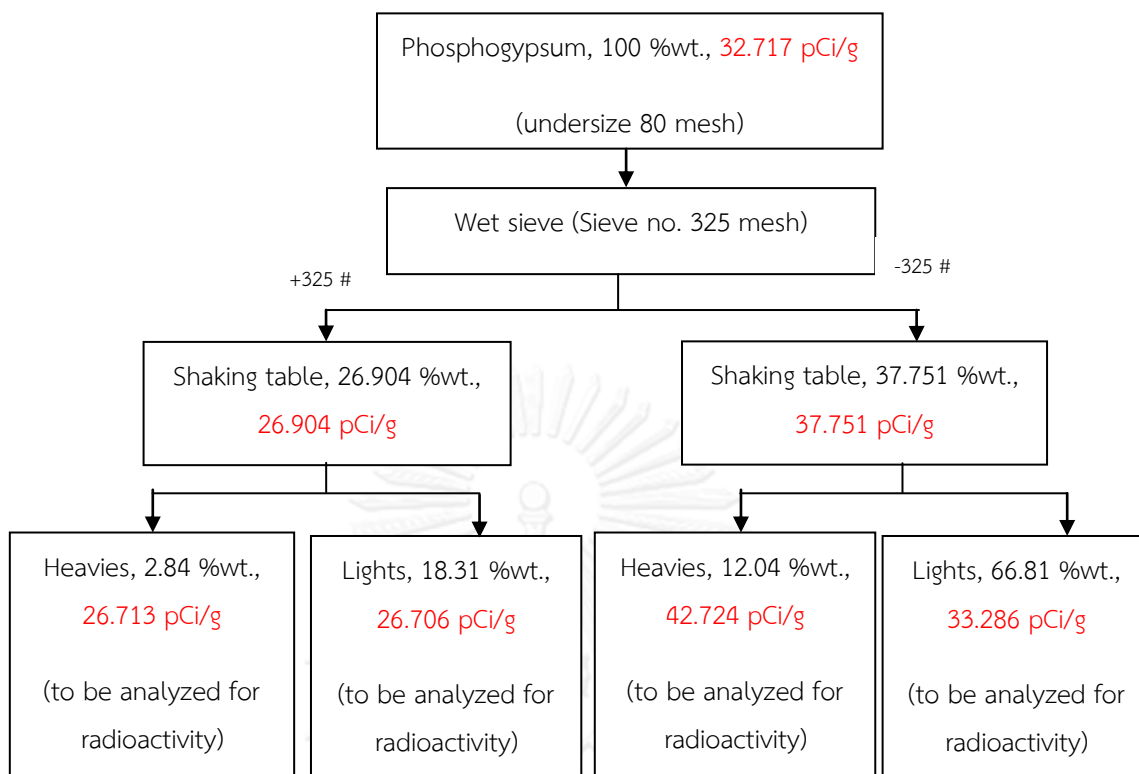 Phosphogypsum, 100 %wt., 32.717 pCi/g
(undersize 80 mesh)
Wet sieve (Sieve no. 325 mesh)
+325 #
-325 #
Shaking table, 26.904 %wt.,
26.904 pCi/g
Shaking table, 37.751 %wt.,
37.751 pCi/g
Heavies, 2.84 %wt.,
26.713 pCi/g
(to be analyzed for
radioactivity)
Lights, 18.31 %wt.,
26.706 pCi/g
(to be analyzed for
radioactivity)
Heavies, 12.04 %wt.,
42.724 pCi/g
(to be analyzed for
radioactivity)
Lights, 66.81 %wt.,
33.286 pCi/g
(to be analyzed for
radioactivity)